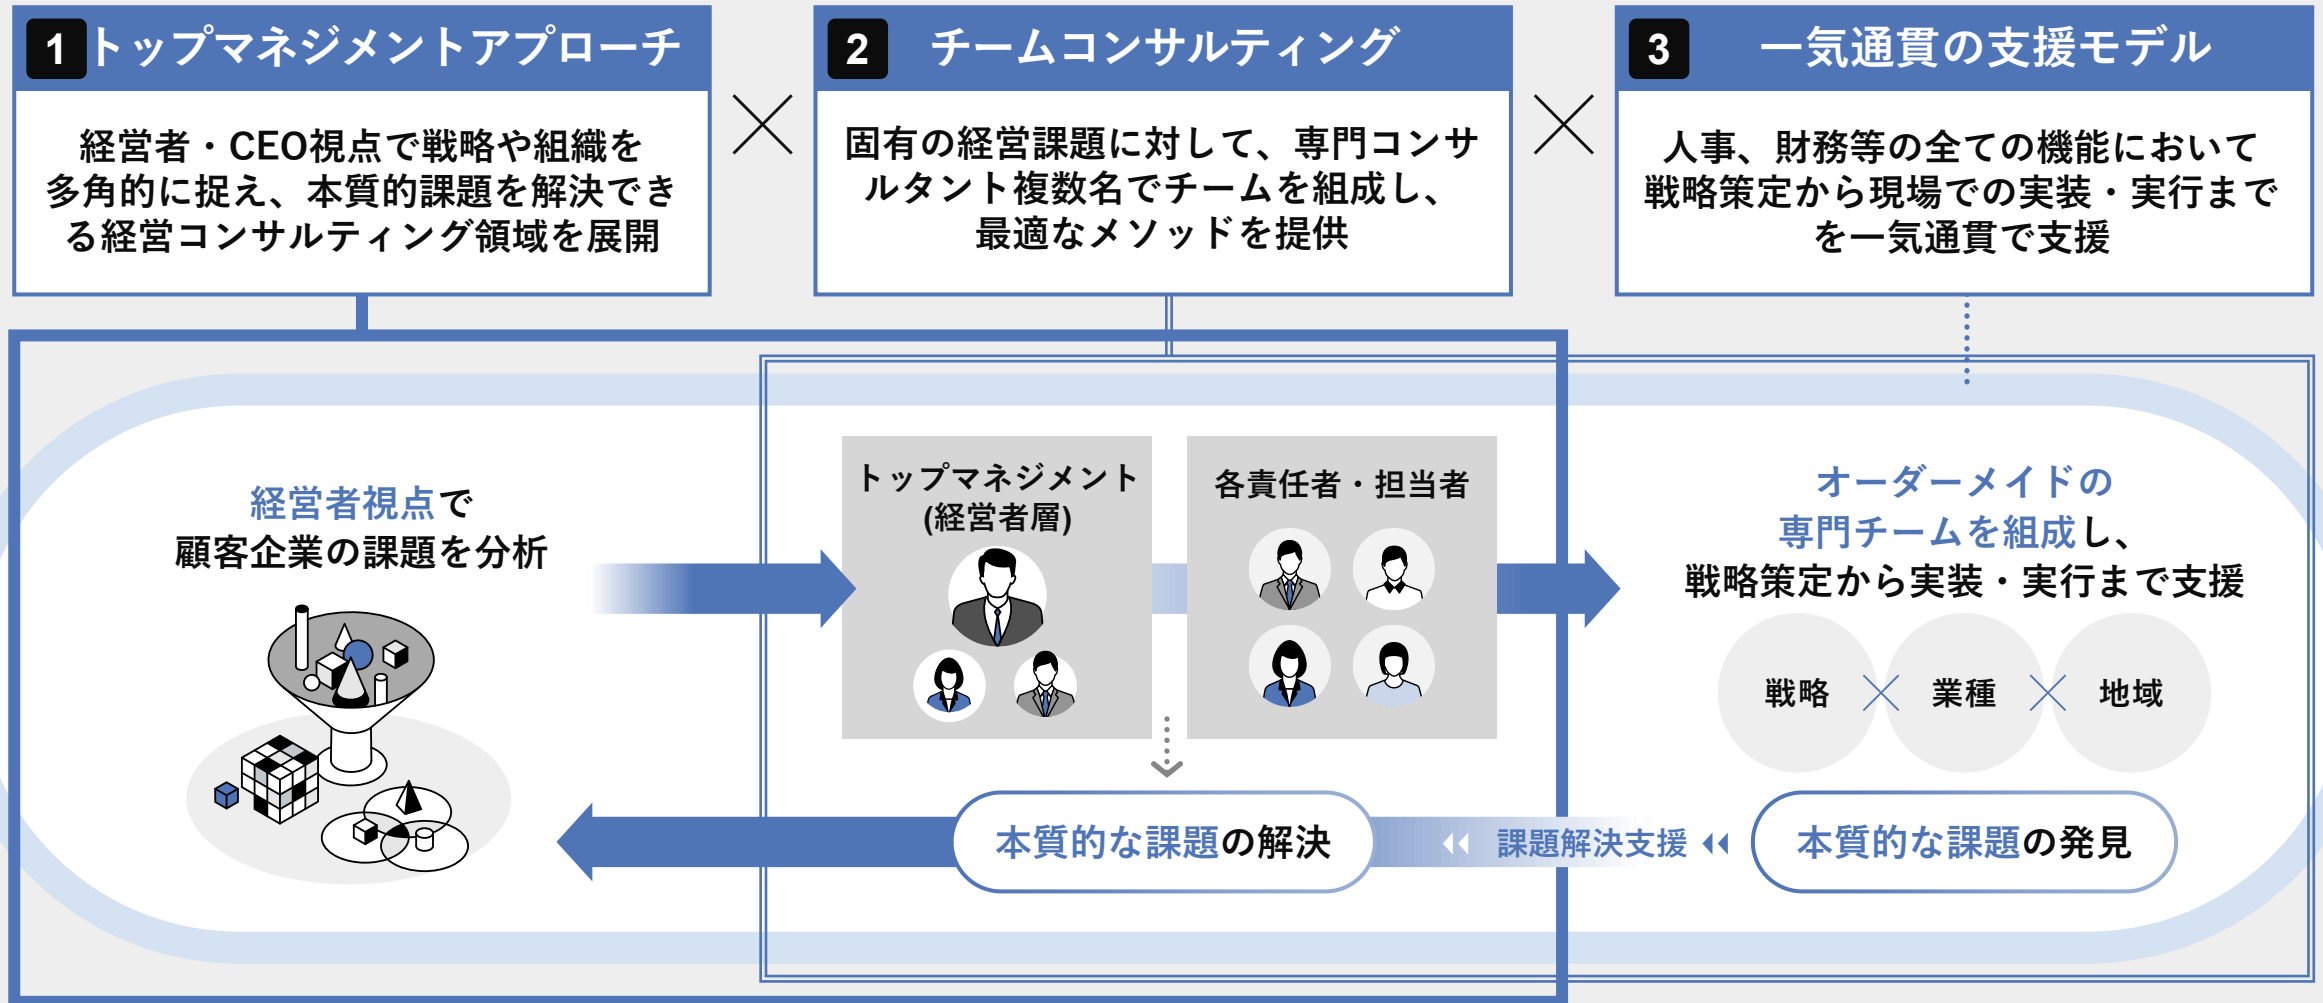 1 トップマネジメントアプローチ
経営者・CEO視点で戦略や組織を
多角的に捉え、本質的課題を解決でき
る経営コンサルティング領域を展開
2 チームコンサルティング
固有の経営課題に対して、専門コンサ
ルタント複数名でチームを組成し、
最適なメソッドを提供
3 一気通貫の支援モデル
人事、財務等の全ての機能において
戦略策定から現場での実装・実行まで
を一気通貫で支援
経営者視点で
顧客企業の課題を分析
トップマネジメント
(経営者層)
各責任者・担当者
オーダーメイドの
専門チームを組成し、
戦略策定から実装・実行まで支援
戦略
業種
地域
本質的な課題の解決
課題解決支援
本質的な課題の発見